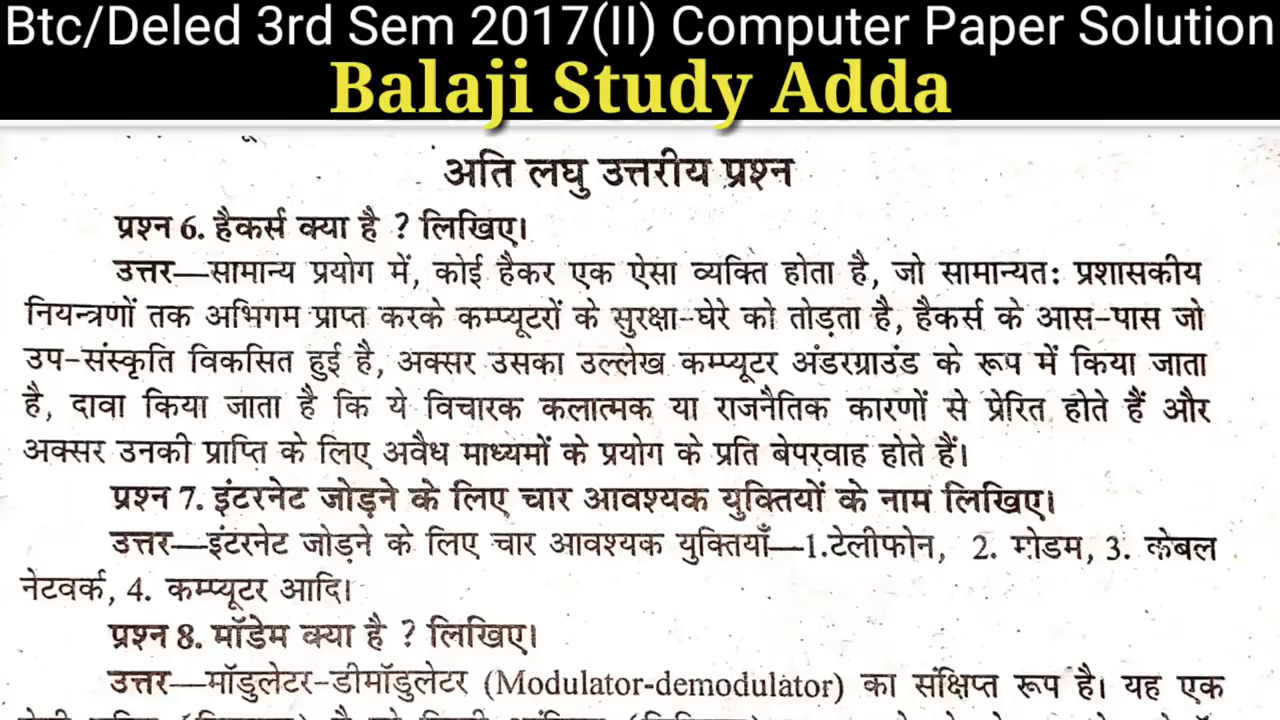 Btc/Deled 3rd Sem 2017(II) Computer Paper Solution
Balaji Study Adda
अति लघु उत्तरीय प्रश्न
प्रश्न 6. हैकर्स क्या है ? लिखिए।
उत्तर—सामान्य प्रयोग में, कोई हैकर एक ऐसा व्यक्ति होता है, जो सामान्यतः प्रशासकीय
नियन्त्रणों तक अभिगम प्राप्त करके कम्प्यूटरों के सुरक्षा-घेरे को तोड़ता है, हैकर्स के आस-पास जो
उप-संस्कृति विकसित हुई है, अक्सर उसका उल्लेख कम्प्यूटर अंडरग्राउंड के रूप में किया जाता
है, दावा किया जाता है कि ये विचारक कलात्मक या राजनैतिक कारणों से प्रेरित होते हैं और
अक्सर उनकी प्राप्ति के लिए अवैध माध्यमों के प्रयोग के प्रति बेपरवाह होते हैं।
प्रश्न 7. इंटरनेट जोड़ने के लिए चार आवश्यक युक्तियों के नाम लिखिए।
उत्तर—इंटरनेट जोड़ने के लिए चार आवश्यक युक्तियाँ—1.टेलीफोन, 2. मोडम, 3. केबल
नेटवर्क, 4. कम्प्यूटर आदि।
प्रश्न 8. मॉडेम क्या है ? लिखिए।
उत्तर—मॉडुलेटर-डीमॉडुलेटर (Modulator-demodulator) का संक्षिप्त रूप है। यह एक